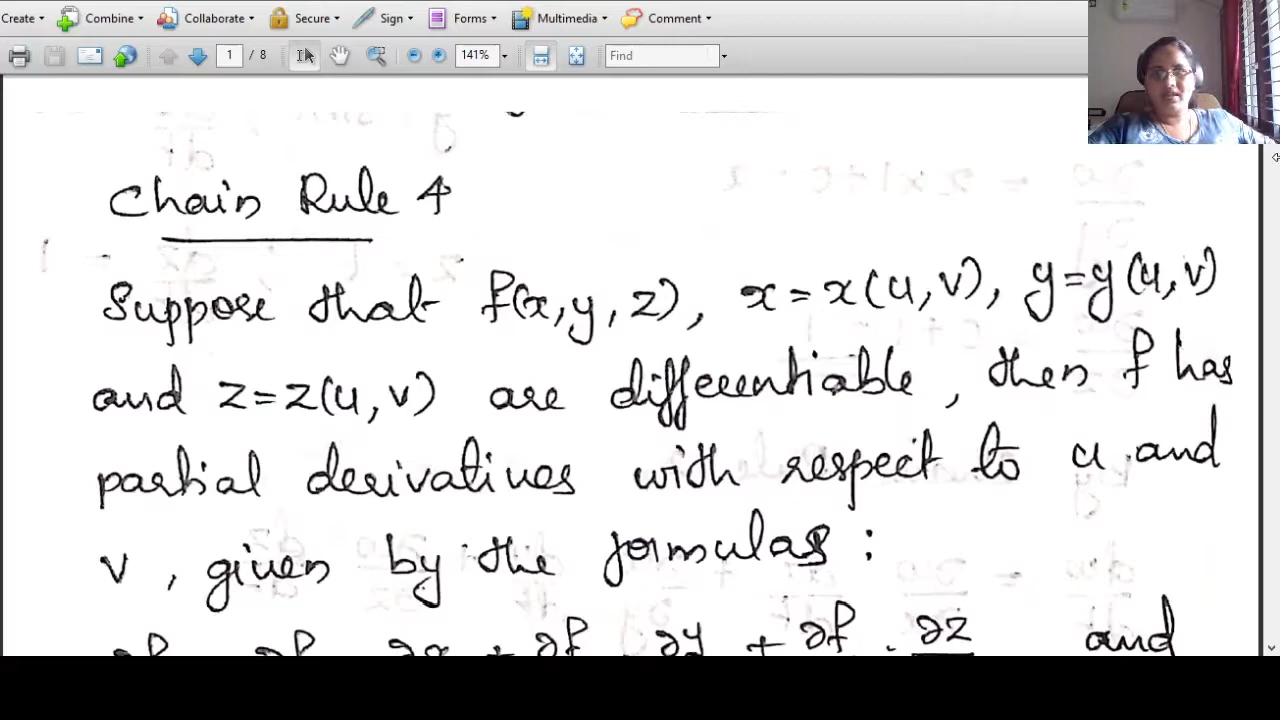 Create Combine Collaborate Secure Sign Forms Multimedia Comment
1 / 8 141% Find
Chain Rule 4
Suppose that f(x, y, z), x = x(u, v), y = y(u, v)
and z = z(u, v) are differentiable, then f has
partial derivatives with respect to u and
v, given by the formulas:
∂f ∂f ∂x + ∂f . ∂y + ∂f . ∂z and